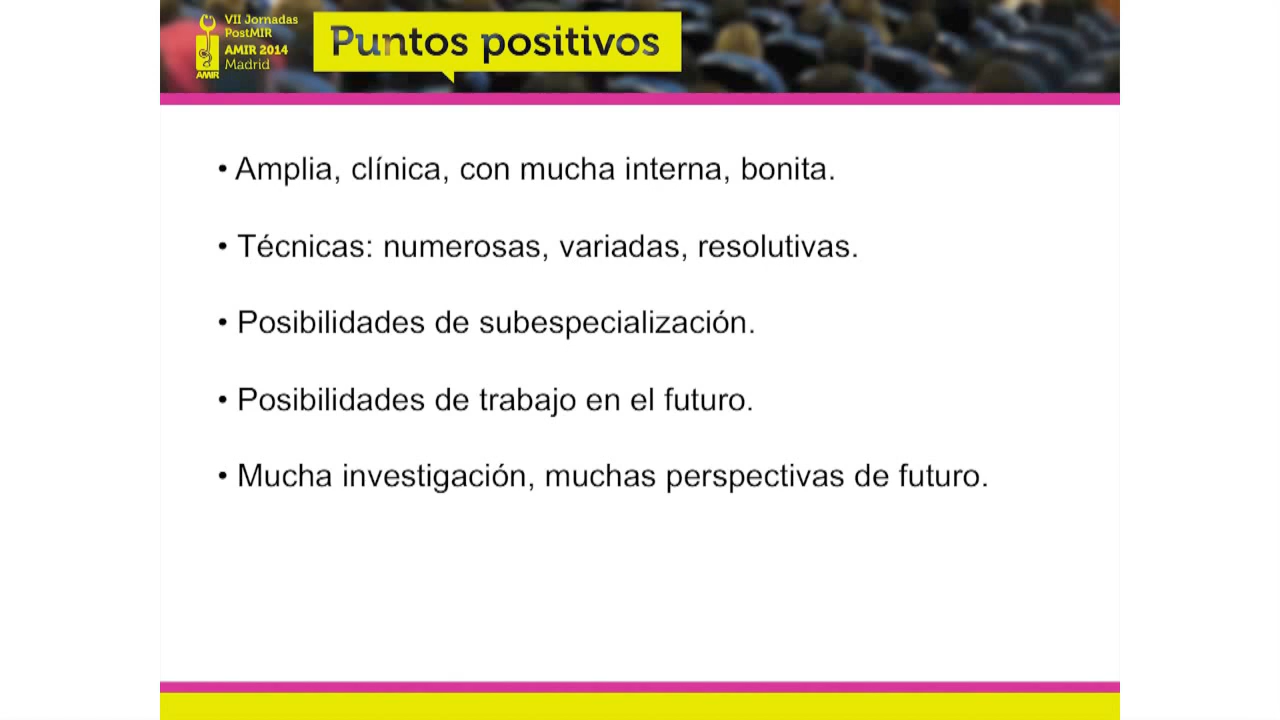 VII Jornadas
PostMIR
AMIR 2014
Madrid
AMIR
Puntos positivos
• Amplia, clínica, con mucha interna, bonita.
• Técnicas: numerosas, variadas, resolutivas.
• Posibilidades de subespecialización.
• Posibilidades de trabajo en el futuro.
• Mucha investigación, muchas perspectivas de futuro.